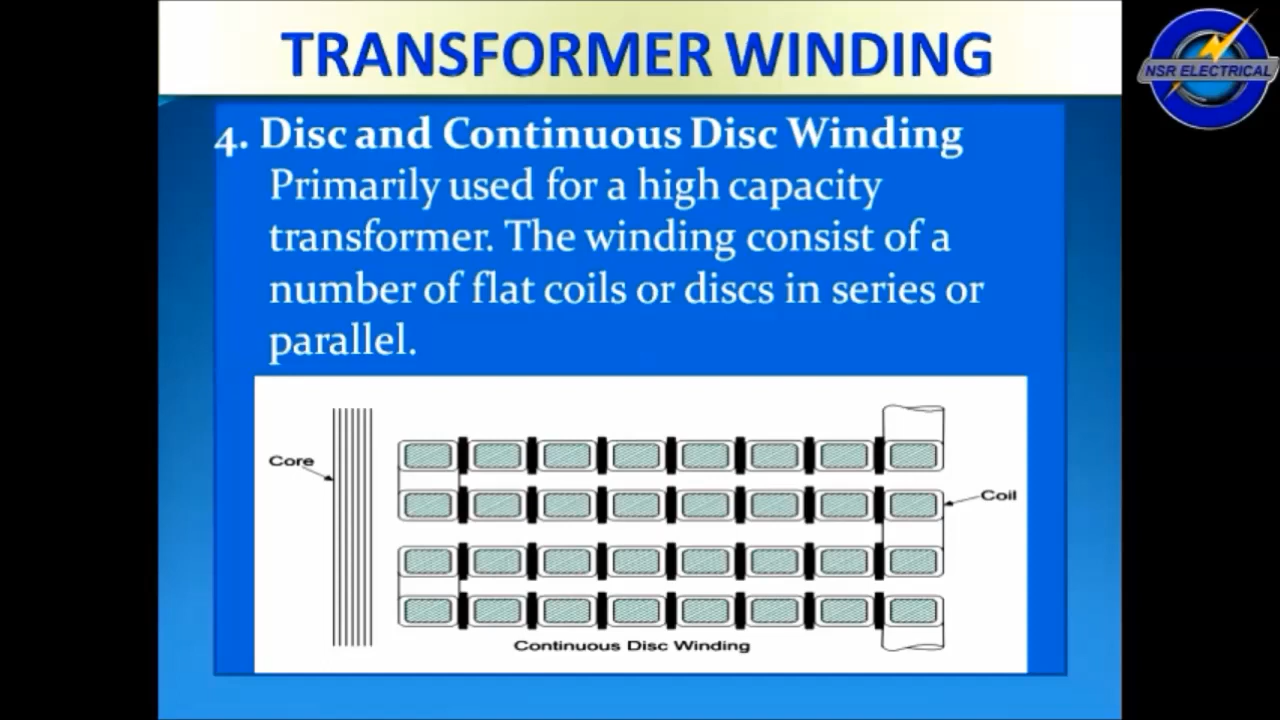 TRANSFORMER WINDING
NSR ELECTRICAL
4. Disc and Continuous Disc Winding
Primarily used for a high capacity
transformer. The winding consist of a
number of flat coils or discs in series or
parallel.
Core
Coil
Continuous Disc Winding